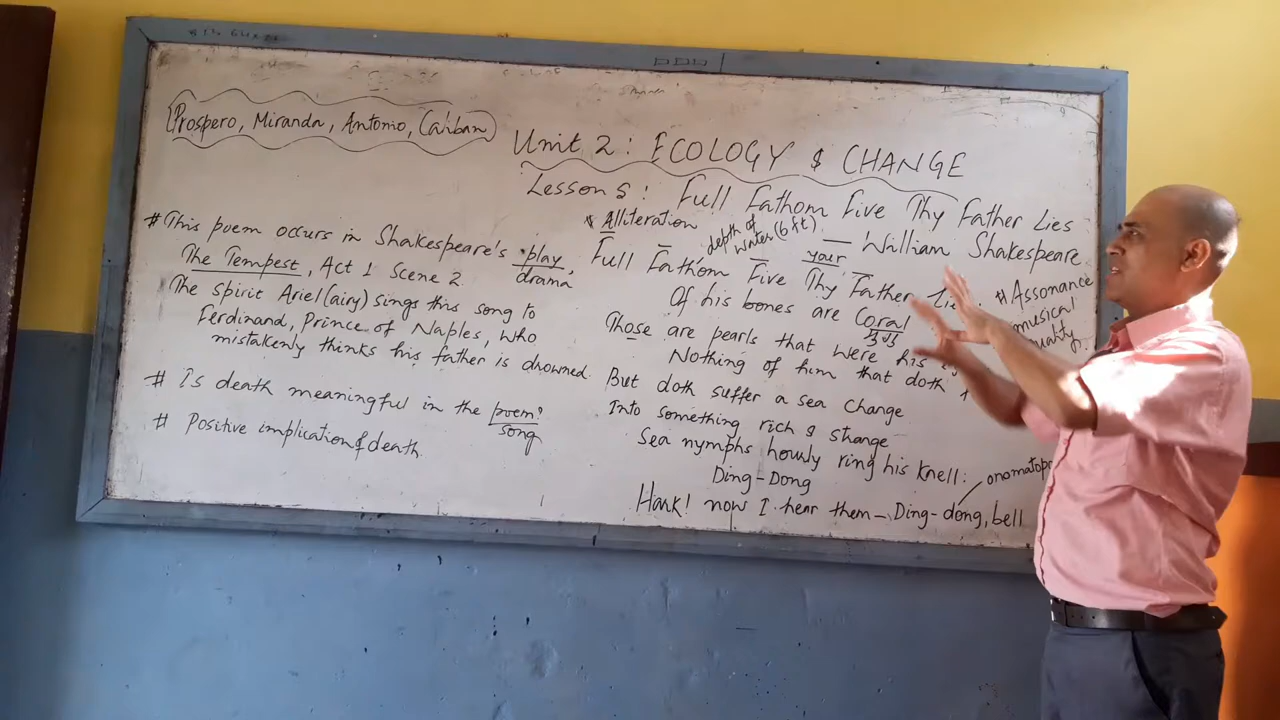 Prospero, Miranda, Antonio, Caliban
Unit 2: ECOLOGY & CHANGE
Lesson 5: Full Fathom Five Thy Father Lies
— William Shakespeare
# This poem occurs in Shakespeare's play/drama,
The Tempest, Act 1 Scene 2.
The spirit Ariel (airy) sings this song to
Ferdinand, Prince of Naples, who
mistakenly thinks his father is drowned.
# Is death meaningful in the poem?/song
# Positive implication of death.
* Alliteration
depth of
water (6 ft).
your
Full Fathom Five Thy Father Lies
Of his bones are Coral
Those are pearls that were his
Nothing of him that doth
But doth suffer a sea change
Into something rich & strange
Sea nymphs hourly ring his knell:
Ding-Dong
Hark! now I hear them – Ding-dong, bell
onomatop
# Assonance
musical
quality.